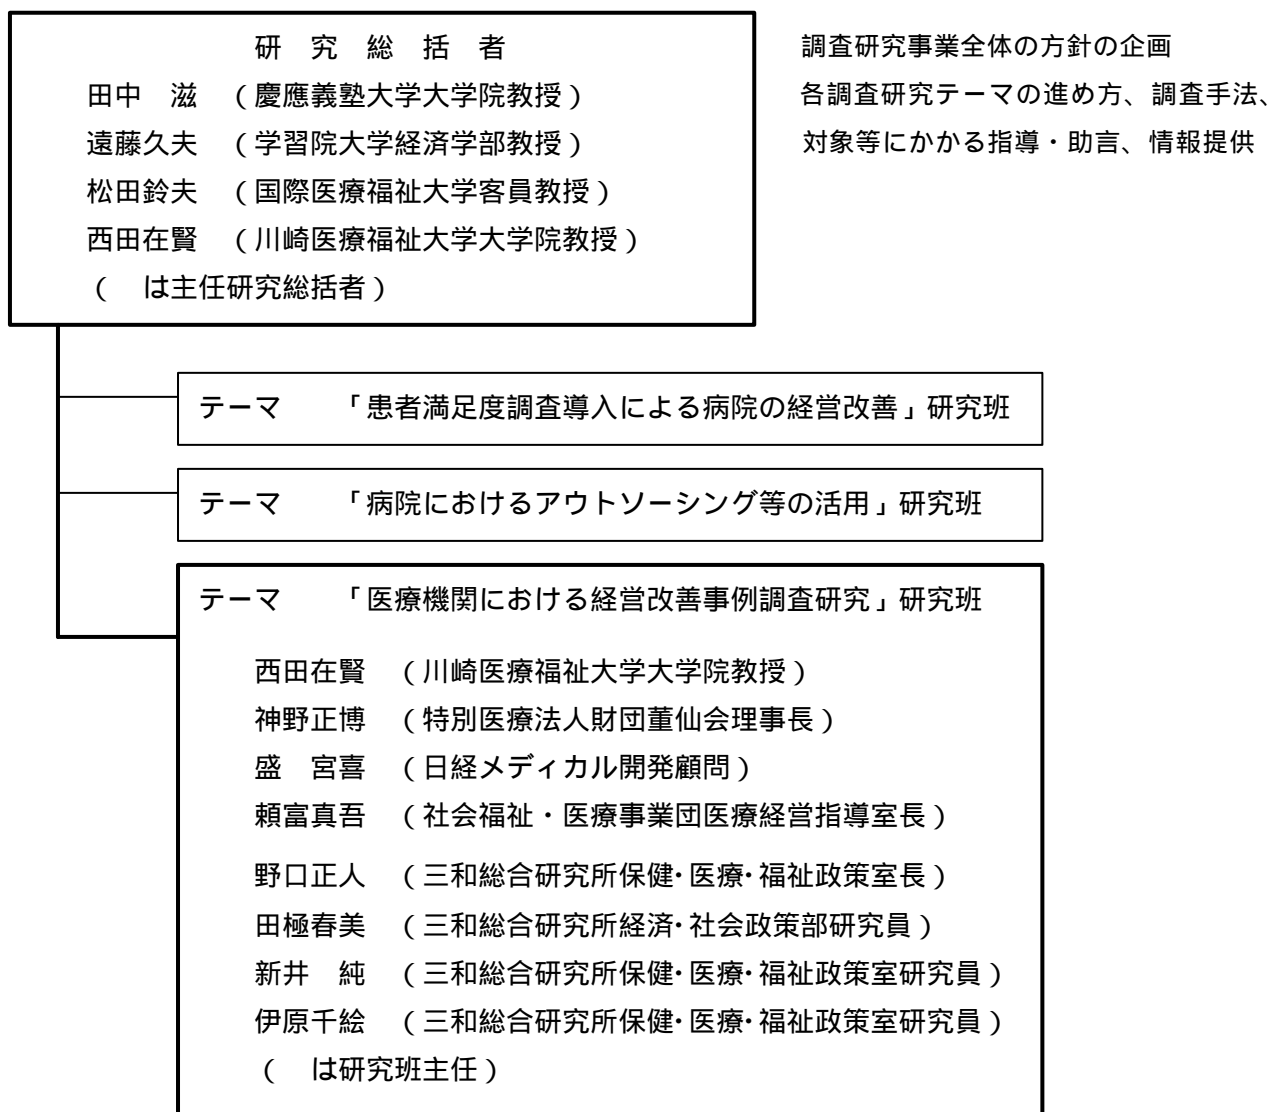 研 究 総 括 者
田中 滋 (慶應義塾大学大学院教授)
遠藤久夫 (学習院大学経済学部教授)
松田鈴夫 (国際医療福祉大学客員教授)
西田在賢 (川崎医療福祉大学大学院教授)
( は主任研究総括者)
調査研究事業全体の方針の企画
各調査研究テーマの進め方、調査手法、
対象等にかかる指導・助言、情報提供
テーマ 「患者満足度調査導入による病院の経営改善」研究班
テーマ 「病院におけるアウトソーシング等の活用」研究班
テーマ 「医療機関における経営改善事例調査研究」研究班
西田在賢 (川崎医療福祉大学大学院教授)
神野正博 (特別医療法人財団董仙会理事長)
盛 宮喜 (日経メディカル開発顧問)
頼富真吾 (社会福祉・医療事業団医療経営指導室長)
野口正人 (三和総合研究所保健・医療・福祉政策室長)
田極春美 (三和総合研究所経済・社会政策部研究員)
新井 純 (三和総合研究所保健・医療・福祉政策室研究員)
伊原千絵 (三和総合研究所保健・医療・福祉政策室研究員)
( は研究班主任)